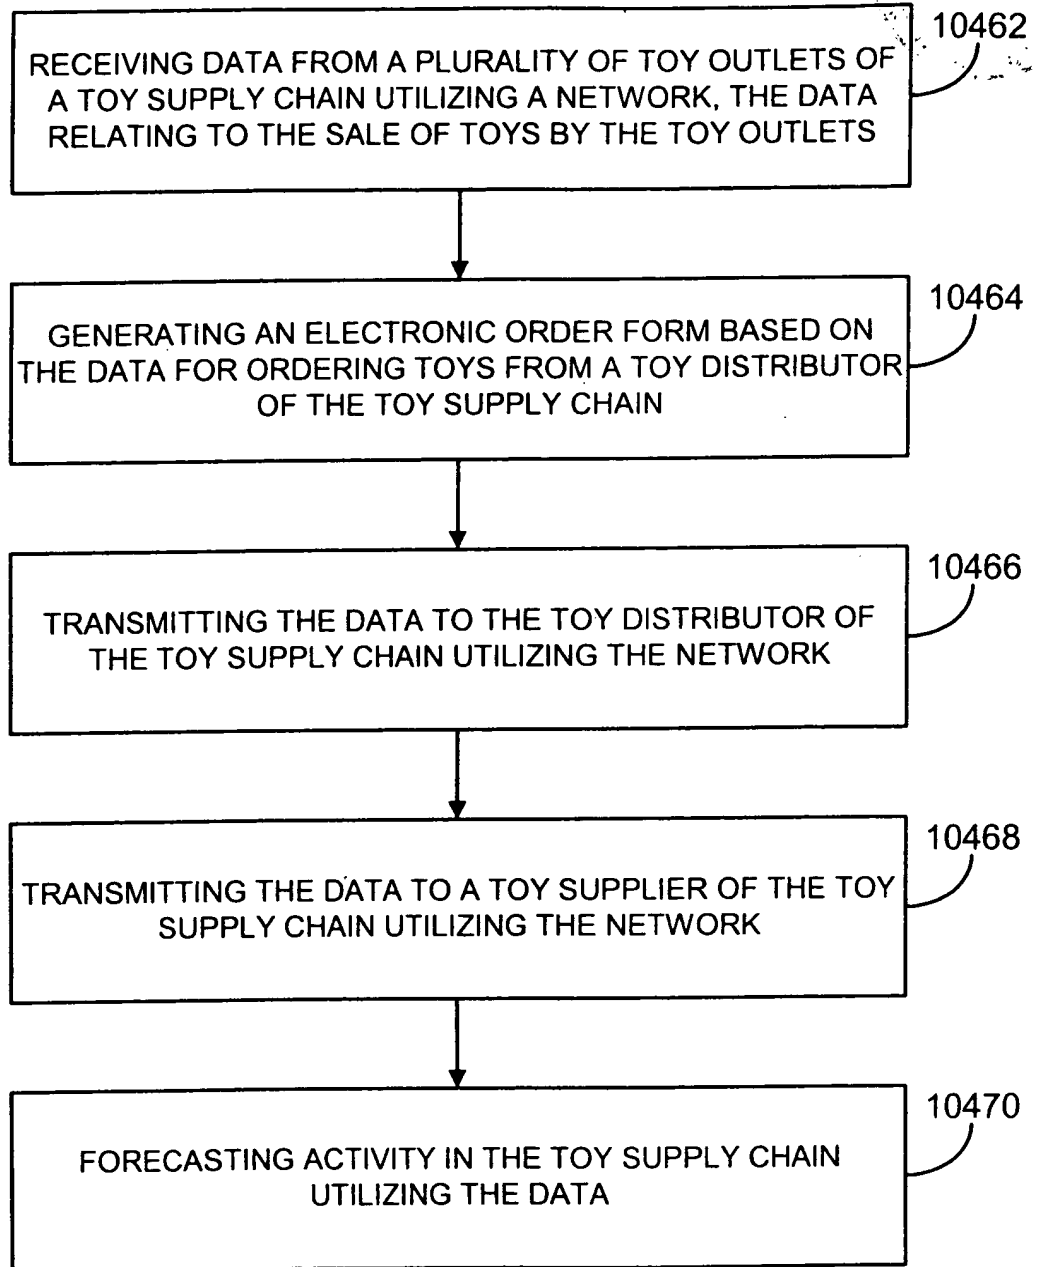 10462
RECEIVING DATA FROM A PLURALITY OF TOY OUTLETS OF
A TOY SUPPLY CHAIN UTILIZING A NETWORK, THE DATA
RELATING TO THE SALE OF TOYS BY THE TOY OUTLETS
10464
GENERATING AN ELECTRONIC ORDER FORM BASED ON
THE DATA FOR ORDERING TOYS FROM A TOY DISTRIBUTOR
OF THE TOY SUPPLY CHAIN
10466
TRANSMITTING THE DATA TO THE TOY DISTRIBUTOR OF
THE TOY SUPPLY CHAIN UTILIZING THE NETWORK
10468
TRANSMITTING THE DATA TO A TOY SUPPLIER OF THE TOY
SUPPLY CHAIN UTILIZING THE NETWORK
10470
FORECASTING ACTIVITY IN THE TOY SUPPLY CHAIN
UTILIZING THE DATA